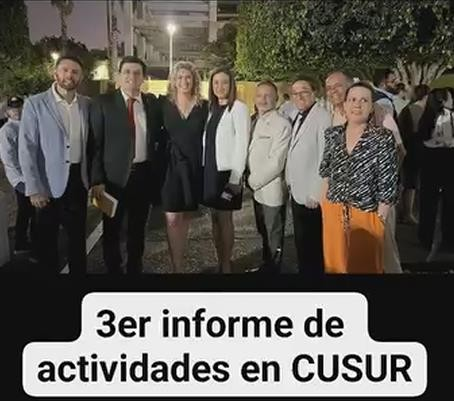 3er informe de
actividades en CUSUR